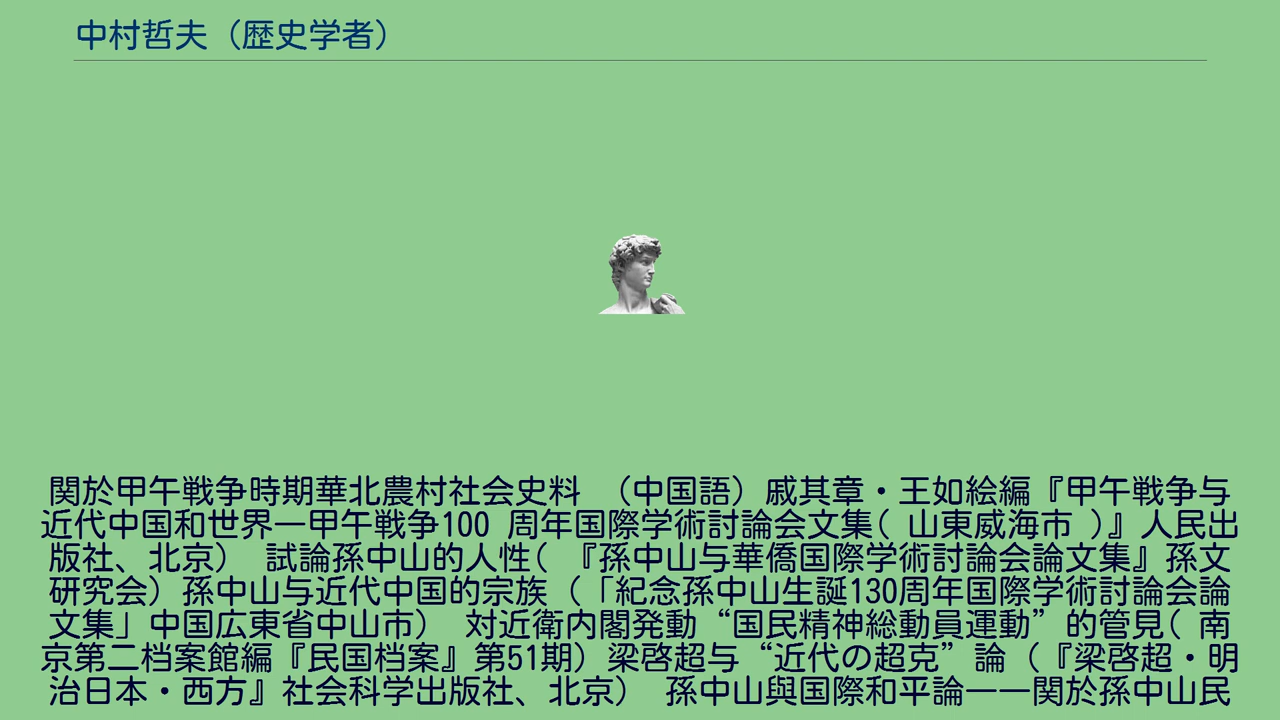 中村哲夫（歴史学者）
関於甲午戦争時期華北農村社会史料　（中国語）戚其章・王如絵編『甲午戦争与
近代中国和世界—甲午戦争100 周年国際学術討論会文集( 山東威海市 )』人民出
版社、北京）　試論孫中山的人性( 『孫中山与華僑国際学術討論会論文集』孫文
研究会) 孫中山与近代中国的宗族（「紀念孫中山生誕130周年国際学術討論会論
文集」中国広東省中山市）　対近衛内閣発動“国民精神総動員運動”的管見( 南
京第二档案館編『民国档案』第51期) 梁啓超与“近代の超克”論（『梁啓超・明
治日本・西方』社会科学出版社、北京）　孫中山與国際和平論——関於孫中山民